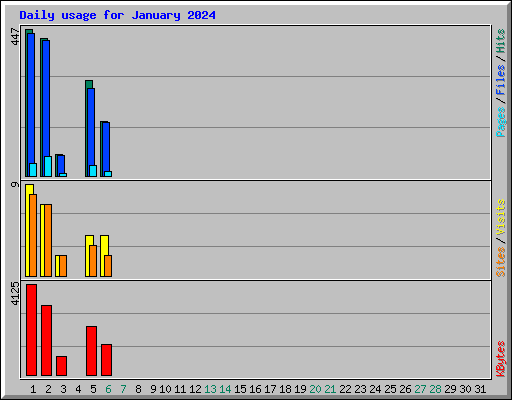 Daily usage for January 2024
447
9
4125
Pages/Files/Hits
Sites/Visits
KBytes
1 2 3 4 5 6 7 8 9 10 11 12 13 14 15 16 17 18 19 20 21 22 23 24 25 26 27 28 29 30 31